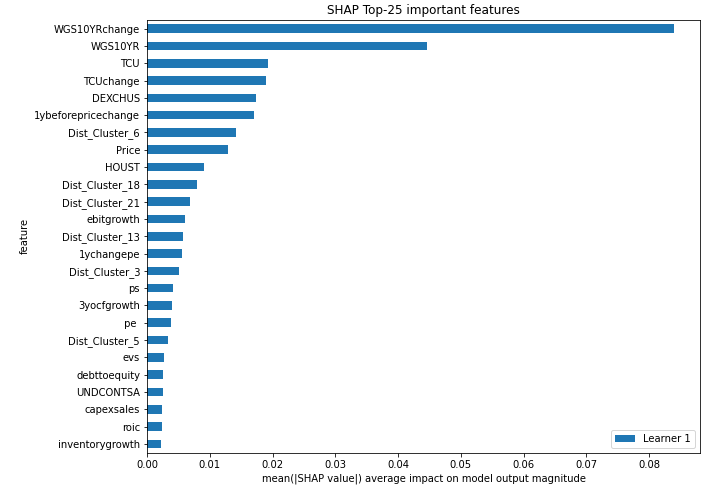 SHAP Top-25 important features
feature
WGS10YRchange
WGS10YR
TCU
TCUchange
DEXCHUS
1ybeforepricechange
Dist_Cluster_6
Price
HOUST
Dist_Cluster_18
Dist_Cluster_21
ebitgrowth
Dist_Cluster_13
1ychangepe
Dist_Cluster_3
ps
3yocfgrowth
pe
Dist_Cluster_5
evs
debttoequity
UNDCONTSA
capexsales
roic
inventorygrowth
Learner 1
0.00 0.01 0.02 0.03 0.04 0.05 0.06 0.07 0.08
mean(|SHAP value|) average impact on model output magnitude